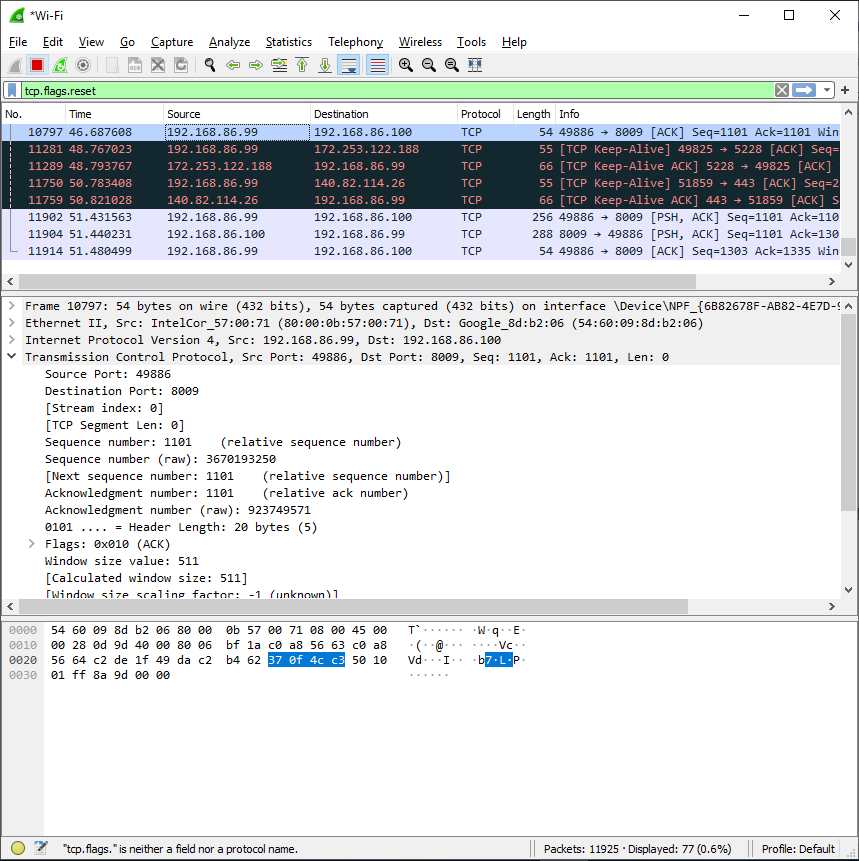 *Wi-Fi
File Edit View Go Capture Analyze Statistics Telephony Wireless Tools Help
tcp.flags.reset
No. Time Source Destination Protocol Length Info
10797 46.687608 192.168.86.99 192.168.86.100 TCP 54 49886 → 8009 [ACK] Seq=1101 Ack=1101 Win
11281 48.767023 192.168.86.99 172.253.122.188 TCP 55 [TCP Keep-Alive] 49825 → 5228 [ACK] Seq=
11289 48.793767 172.253.122.188 192.168.86.99 TCP 66 [TCP Keep-Alive ACK] 5228 → 49825 [ACK]
11750 50.783408 192.168.86.99 140.82.114.26 TCP 55 [TCP Keep-Alive] 51859 → 443 [ACK] Seq=2
11759 50.821028 140.82.114.26 192.168.86.99 TCP 66 [TCP Keep-Alive ACK] 443 → 51859 [ACK] S
11902 51.431563 192.168.86.99 192.168.86.100 TCP 256 49886 → 8009 [PSH, ACK] Seq=1101 Ack=110
11904 51.440231 192.168.86.100 192.168.86.99 TCP 288 8009 → 49886 [PSH, ACK] Seq=1101 Ack=130
11914 51.480499 192.168.86.99 192.168.86.100 TCP 54 49886 → 8009 [ACK] Seq=1303 Ack=1335 Win
Frame 10797: 54 bytes on wire (432 bits), 54 bytes captured (432 bits) on interface \Device\NPF_{6B82678F-AB82-4E7D-9
Ethernet II, Src: IntelCor_57:00:71 (80:00:0b:57:00:71), Dst: Google_8d:b2:06 (54:60:09:8d:b2:06)
Internet Protocol Version 4, Src: 192.168.86.99, Dst: 192.168.86.100
Transmission Control Protocol, Src Port: 49886, Dst Port: 8009, Seq: 1101, Ack: 1101, Len: 0
Source Port: 49886
Destination Port: 8009
[Stream index: 0]
[TCP Segment Len: 0]
Sequence number: 1101 (relative sequence number)
Sequence number (raw): 3670193250
[Next sequence number: 1101 (relative sequence number)]
Acknowledgment number: 1101 (relative ack number)
Acknowledgment number (raw): 923749571
0101 .... = Header Length: 20 bytes (5)
Flags: 0x010 (ACK)
Window size value: 511
[Calculated window size: 511]
[Window size scaling factor: -1 (unknown)]
0000 54 60 09 8d b2 06 80 00 0b 57 00 71 08 00 45 00 T`······ ·W·q··E·
0010 00 28 0d 9d 40 00 80 06 bf 1a c0 a8 56 63 c0 a8 ·(··@··· ····Vc··
0020 56 64 c2 de 1f 49 da c2 b4 62 37 0f 4c c3 50 10 Vd···I·· ·b7·L·P·
0030 01 ff 8a 9d 00 00 ······
"tcp.flags." is neither a field nor a protocol name. Packets: 11925 · Displayed: 77 (0.6%) Profile: Default